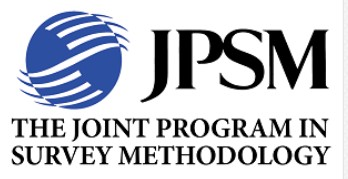 JPSM
THE JOINT PROGRAM IN
SURVEY METHODOLOGY